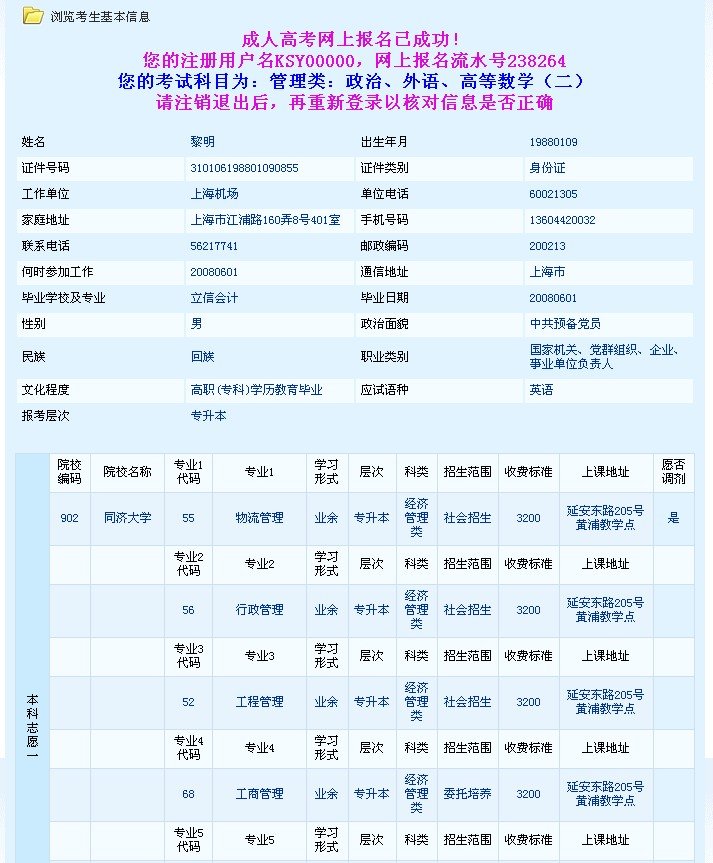 浏览考生基本信息
成人高考网上报名已成功!
您的注册用户名KSY00000，网上报名流水号238264
您的考试科目为：管理类：政治、外语、高等数学（二）
请注销退出后，再重新登录以核对信息是否正确
姓名 黎明 出生年月 19880109
证件号码 310106198801090855 证件类别 身份证
工作单位 上海机场 单位电话 60021305
家庭地址 上海市江浦路160弄8号401室 手机号码 13604420032
联系电话 56217741 邮政编码 200213
何时参加工作 20080601 通信地址 上海市
毕业学校及专业 立信会计 毕业日期 20080601
性别 男 政治面貌 中共预备党员
民族 回族 职业类别 国家机关、党群组织、企业、
事业单位负责人
文化程度 高职(专科)学历教育毕业 应试语种 英语
报考层次 专升本
本科志愿一
院校编码 院校名称 专业1代码 专业1 学习形式 层次 科类 招生范围 收费标准 上课地址 愿否调剂
902 同济大学 55 物流管理 业余 专升本 经济管理类 社会招生 3200 延安东路205号黄浦教学点 是
专业2代码 专业2 学习形式 层次 科类 招生范围 收费标准 上课地址
56 行政管理 业余 专升本 经济管理类 社会招生 3200 延安东路205号黄浦教学点
专业3代码 专业3 学习形式 层次 科类 招生范围 收费标准 上课地址
52 工程管理 业余 专升本 经济管理类 社会招生 3200 延安东路205号黄浦教学点
专业4代码 专业4 学习形式 层次 科类 招生范围 收费标准 上课地址
68 工商管理 业余 专升本 经济管理类 委托培养 3200 延安东路205号黄浦教学点
专业5代码 专业5 学习形式 层次 科类 招生范围 收费标准 上课地址